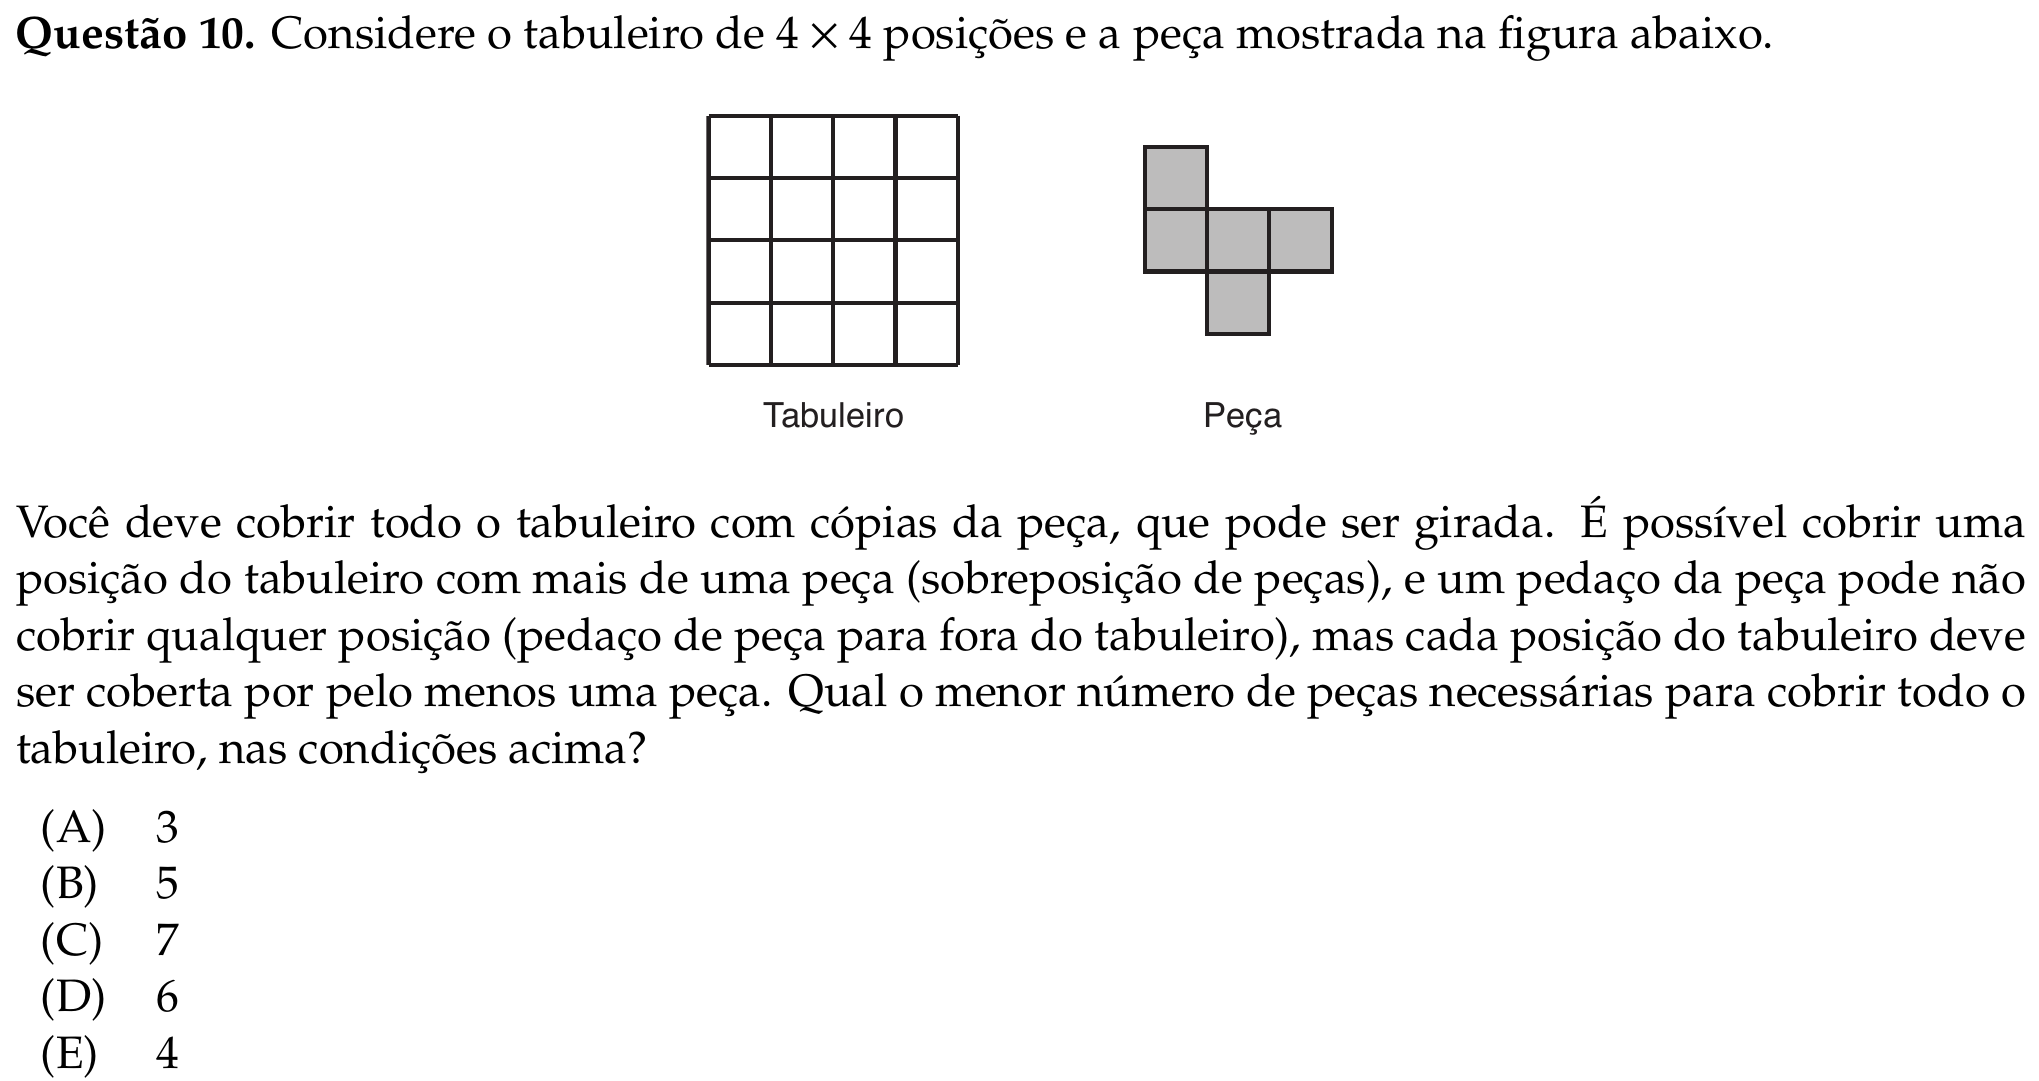 Questão 10. Considere o tabuleiro de 4 × 4 posições e a peça mostrada na figura abaixo.
Tabuleiro
Peça
Você deve cobrir todo o tabuleiro com cópias da peça, que pode ser girada. É possível cobrir uma
posição do tabuleiro com mais de uma peça (sobreposição de peças), e um pedaço da peça pode não
cobrir qualquer posição (pedaço de peça para fora do tabuleiro), mas cada posição do tabuleiro deve
ser coberta por pelo menos uma peça. Qual o menor número de peças necessárias para cobrir todo o
tabuleiro, nas condições acima?
(A) 3
(B) 5
(C) 7
(D) 6
(E) 4